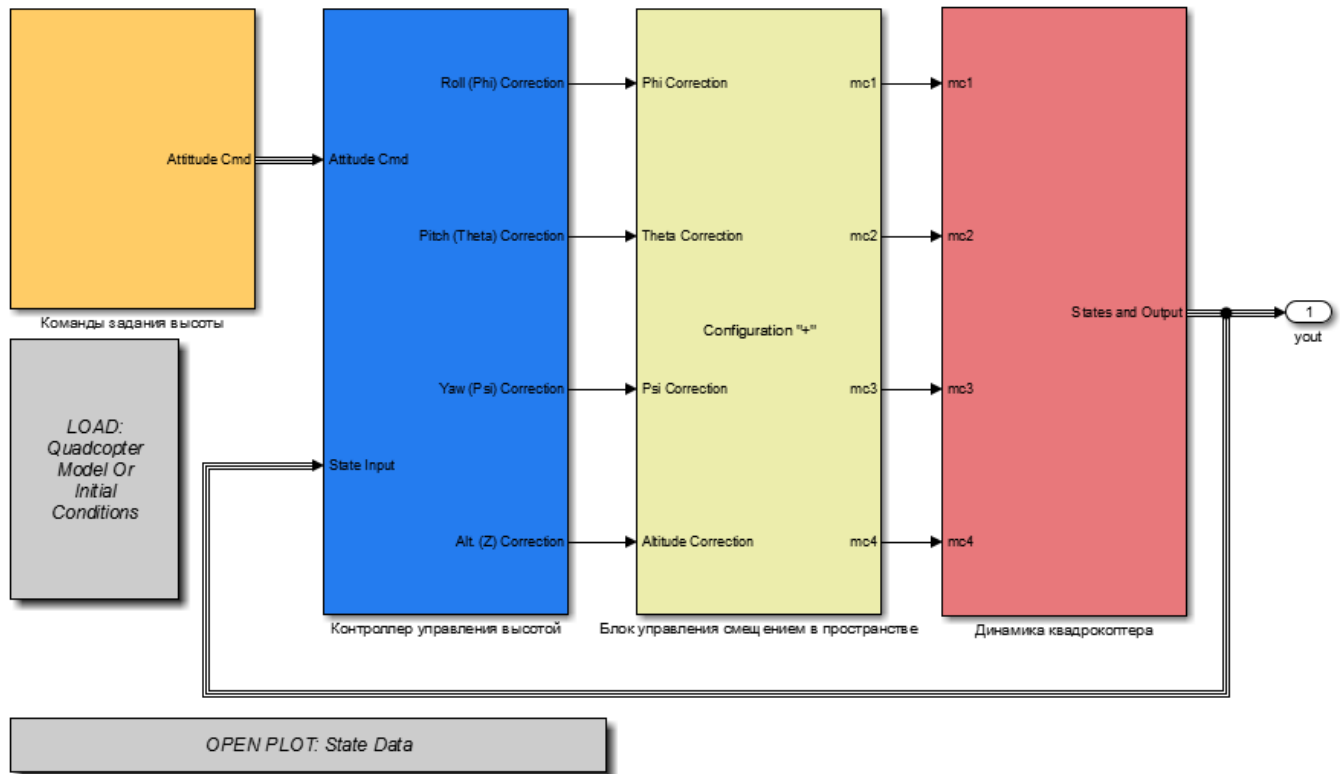 Attittude Cmd
Команды задания высоты
LOAD:
Quadcopter
Model Or
Initial
Conditions
Roll (Phi) Correction
Attitude Cmd
Pitch (Theta) Correction
Yaw (Psi) Correction
State Input
Alt. (Z) Correction
Контроллер управления высотой
Phi Correction
mc1
Theta Correction
mc2
Configuration "+"
Psi Correction
mc3
Altitude Correction
mc4
Блок управления смещением в пространстве
mc1
mc2
States and Output
mc3
mc4
Динамика квадрокоптера
1
yout
OPEN PLOT: State Data